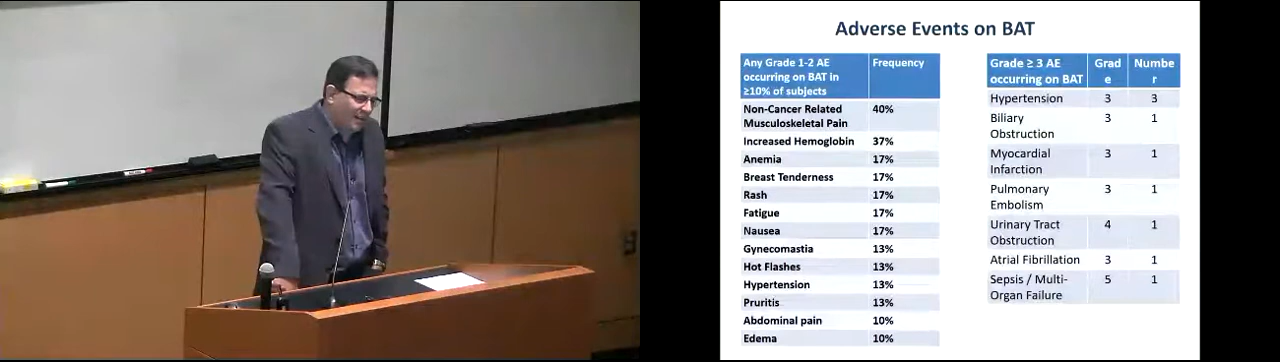 Adverse Events on BAT
Any Grade 1-2 AE
occurring on BAT in
≥10% of subjects
Frequency
Non-Cancer Related
Musculoskeletal Pain
40%
Increased Hemoglobin 37%
Anemia 17%
Breast Tenderness 17%
Rash 17%
Fatigue 17%
Nausea 17%
Gynecomastia 13%
Hot Flashes 13%
Hypertension 13%
Pruritis 13%
Abdominal pain 10%
Edema 10%
Grade ≥ 3 AE
occurring on BAT
Grad
e
Numbe
r
Hypertension 3 3
Biliary
Obstruction
3 1
Myocardial
Infarction
3 1
Pulmonary
Embolism
3 1
Urinary Tract
Obstruction
4 1
Atrial Fibrillation 3 1
Sepsis / Multi-
Organ Failure
5 1